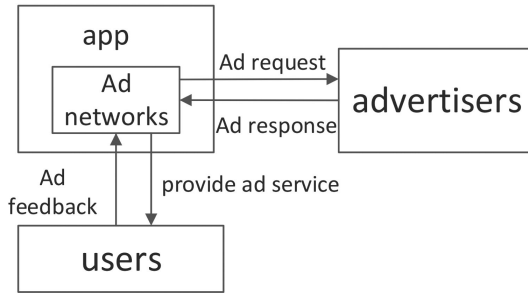 app
Ad
networks
Ad request
advertisers
Ad response
Ad
feedback
provide ad service
users